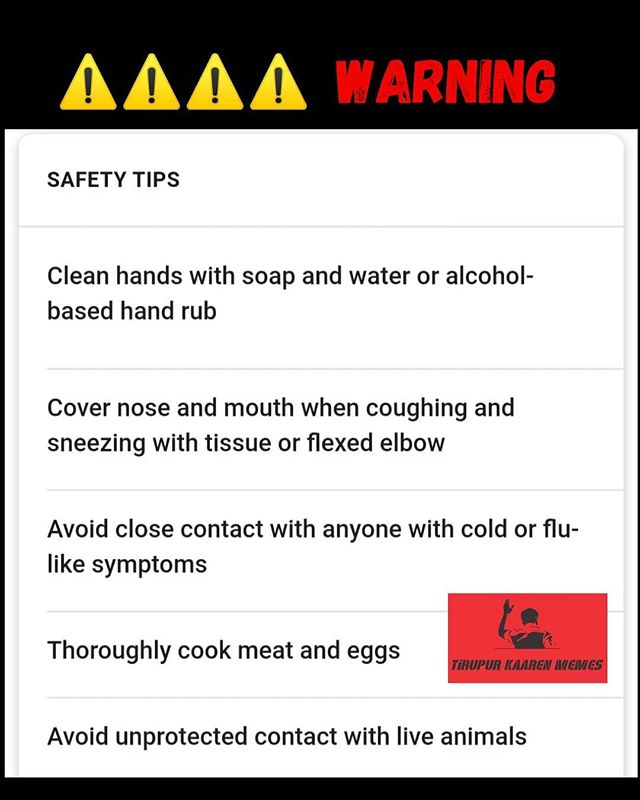 ⚠️⚠️⚠️⚠️ WARNING
SAFETY TIPS
Clean hands with soap and water or alcohol-
based hand rub
Cover nose and mouth when coughing and
sneezing with tissue or flexed elbow
Avoid close contact with anyone with cold or flu-
like symptoms
Thoroughly cook meat and eggs
TIRUPUR KAAREN MEMES
Avoid unprotected contact with live animals